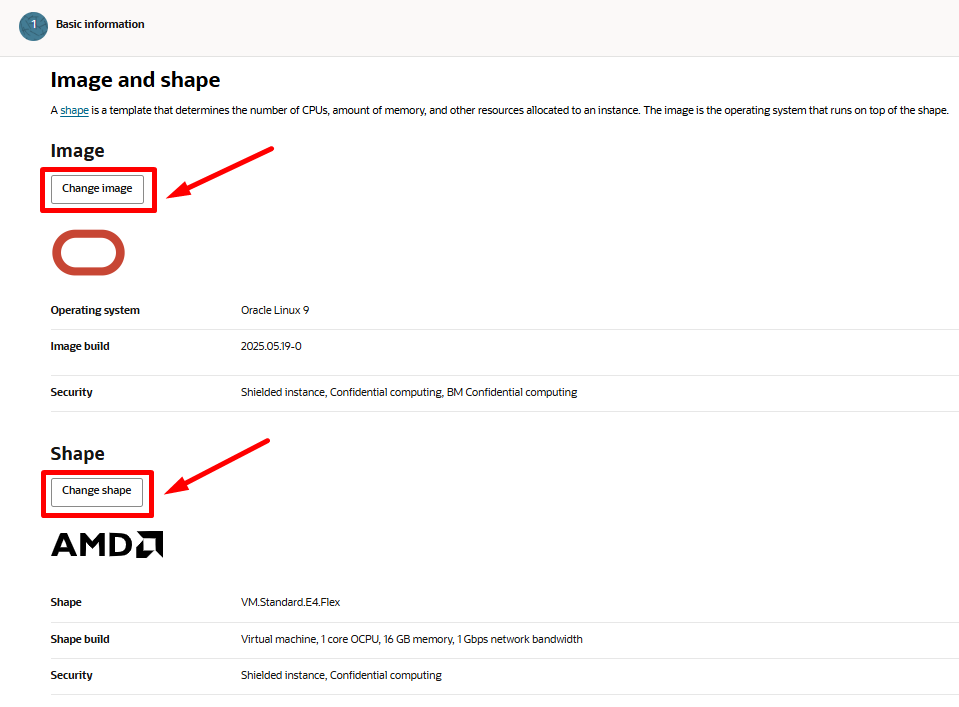 1
Basic information
Image and shape
A shape is a template that determines the number of CPUs, amount of memory, and other resources allocated to an instance. The image is the operating system that runs on top of the shape.
Image
Change image
Operating system Oracle Linux 9
Image build 2025.05.19-0
Security Shielded instance, Confidential computing, BM Confidential computing
Shape
Change shape
AMD
Shape VM.Standard.E4.Flex
Shape build Virtual machine, 1 core OCPU, 16 GB memory, 1 Gbps network bandwidth
Security Shielded instance, Confidential computing